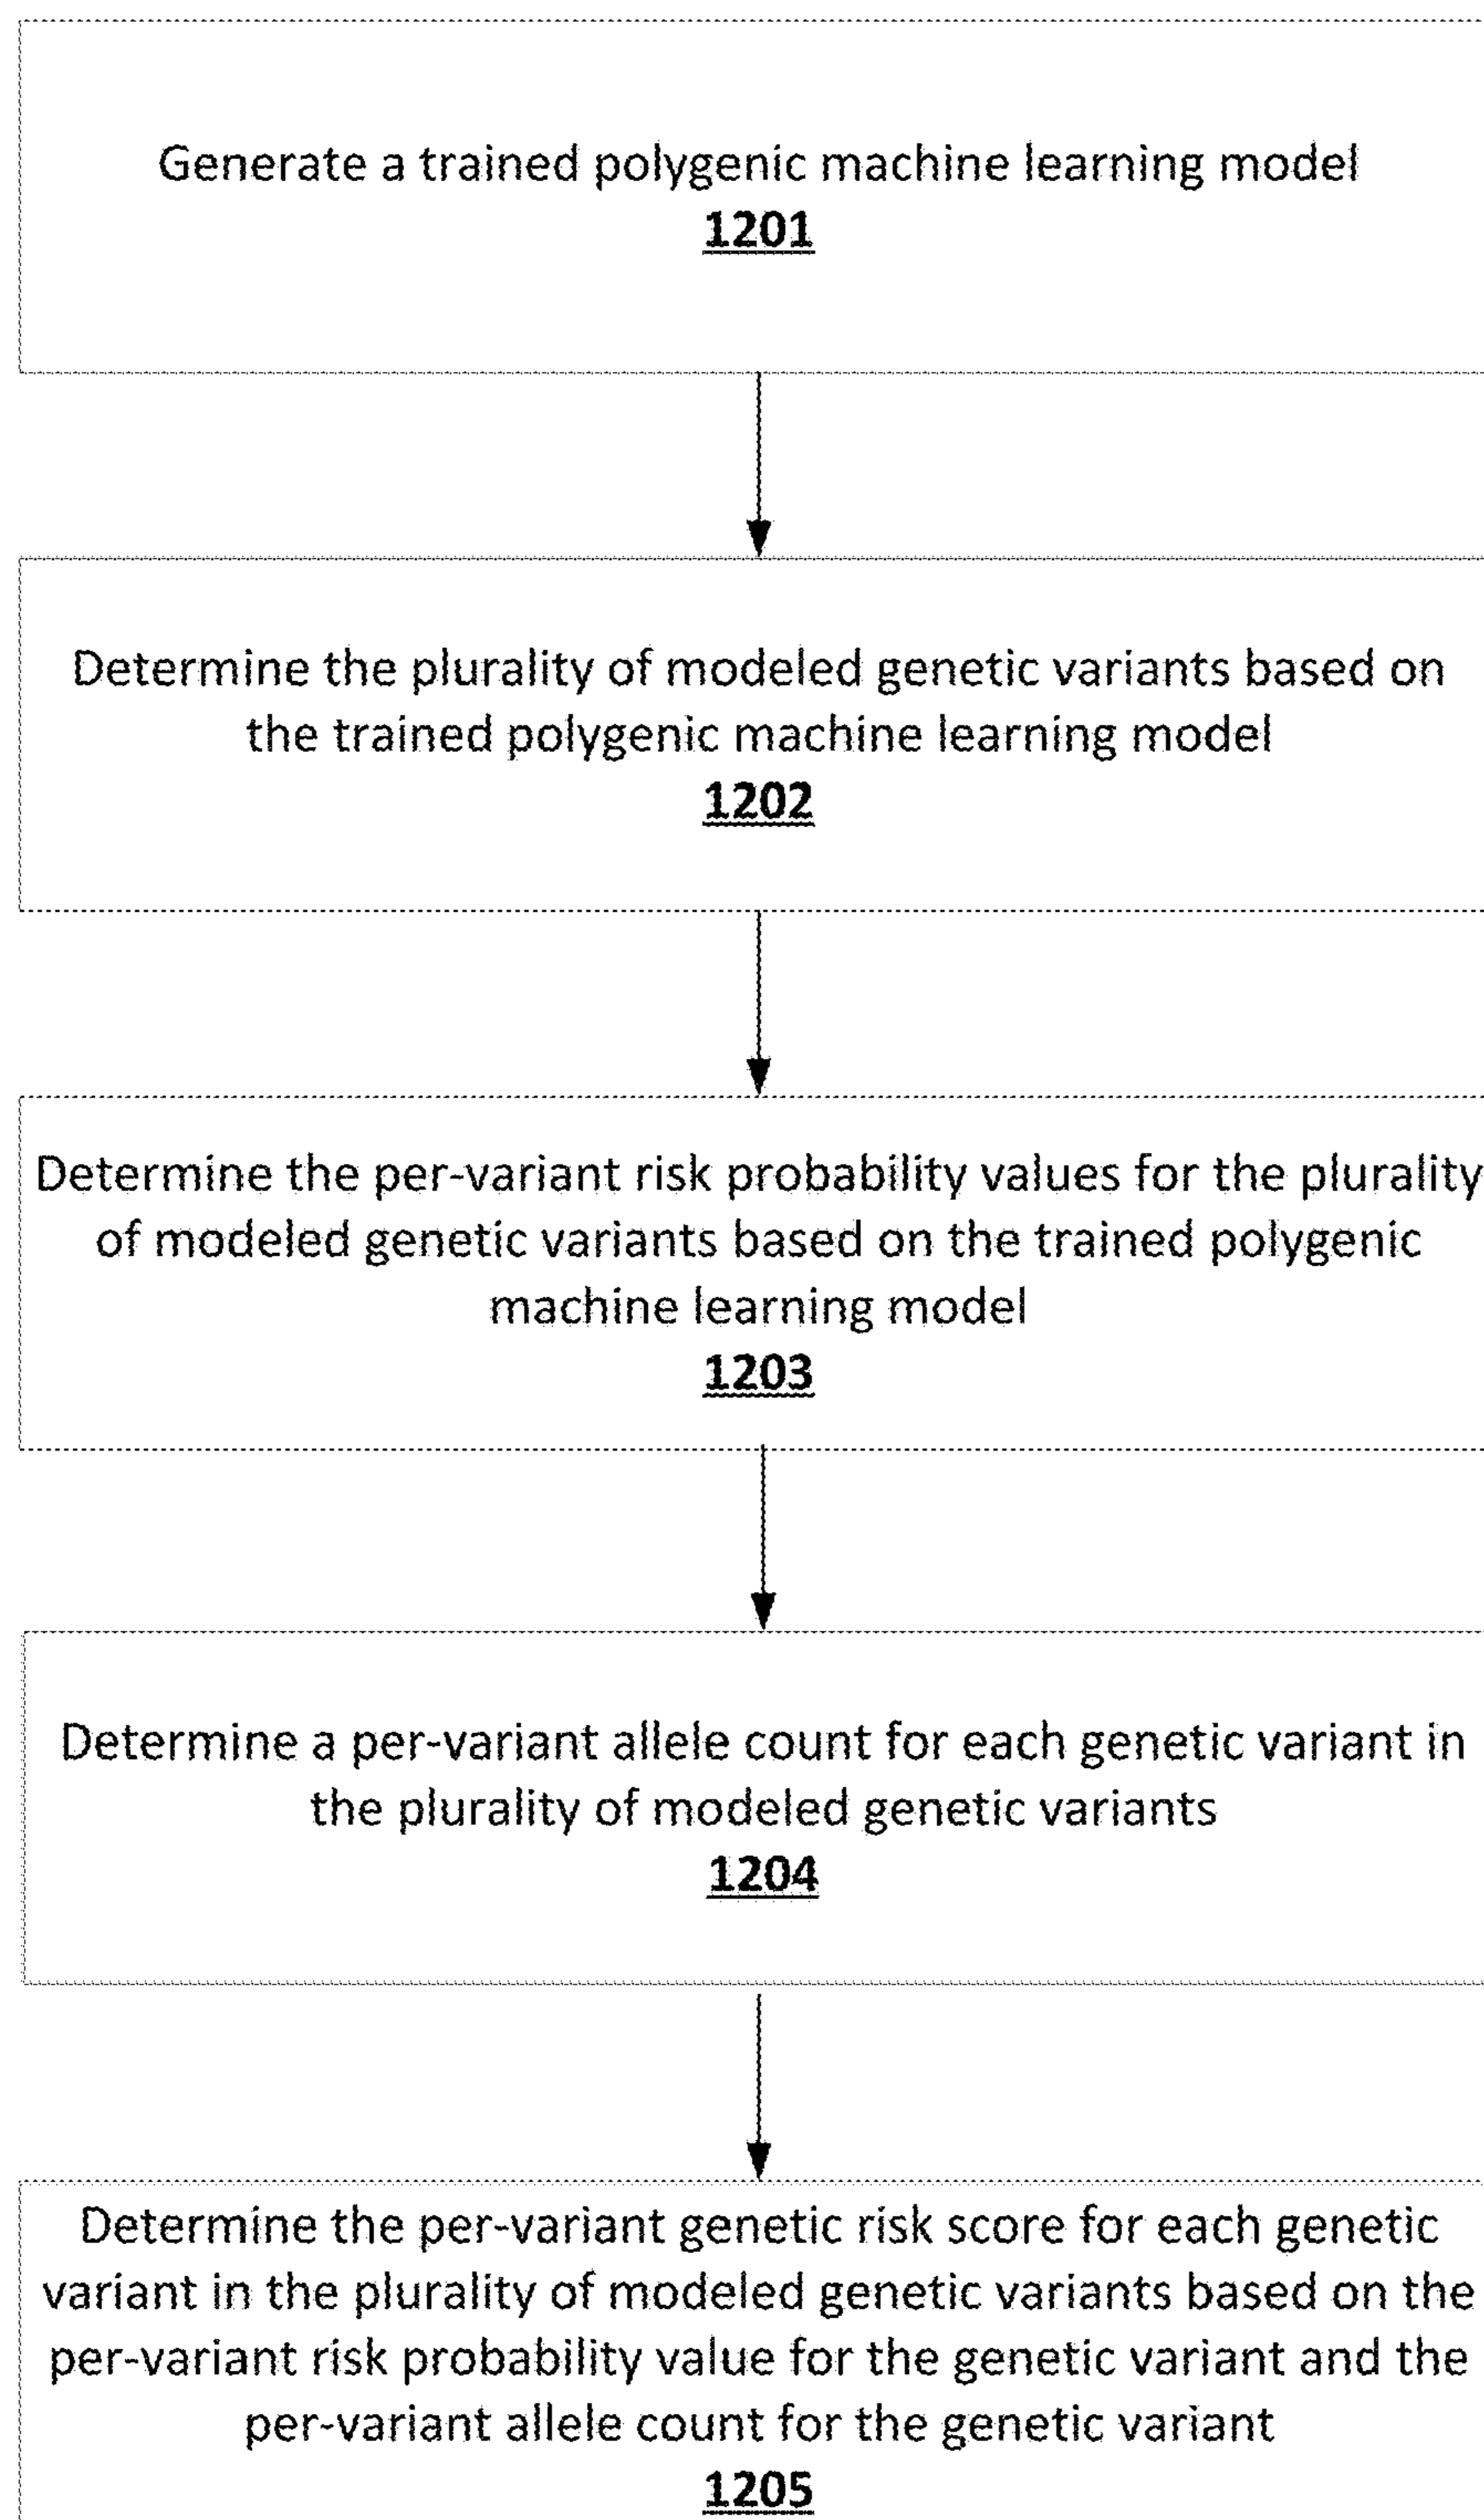 Generate a trained polygenic machine learning model
1201
Determine the plurality of modeled genetic variants based on
the trained polygenic machine learning model
1202
Determine the per-variant risk probability values for the plurality
of modeled genetic variants based on the trained polygenic
machine learning model
1203
Determine a per-variant allele count for each genetic variant in
the plurality of modeled genetic variants
1204
Determine the per-variant genetic risk score for each genetic
variant in the plurality of modeled genetic variants based on the
per-variant risk probability value for the genetic variant and the
per-variant allele count for the genetic variant
1205